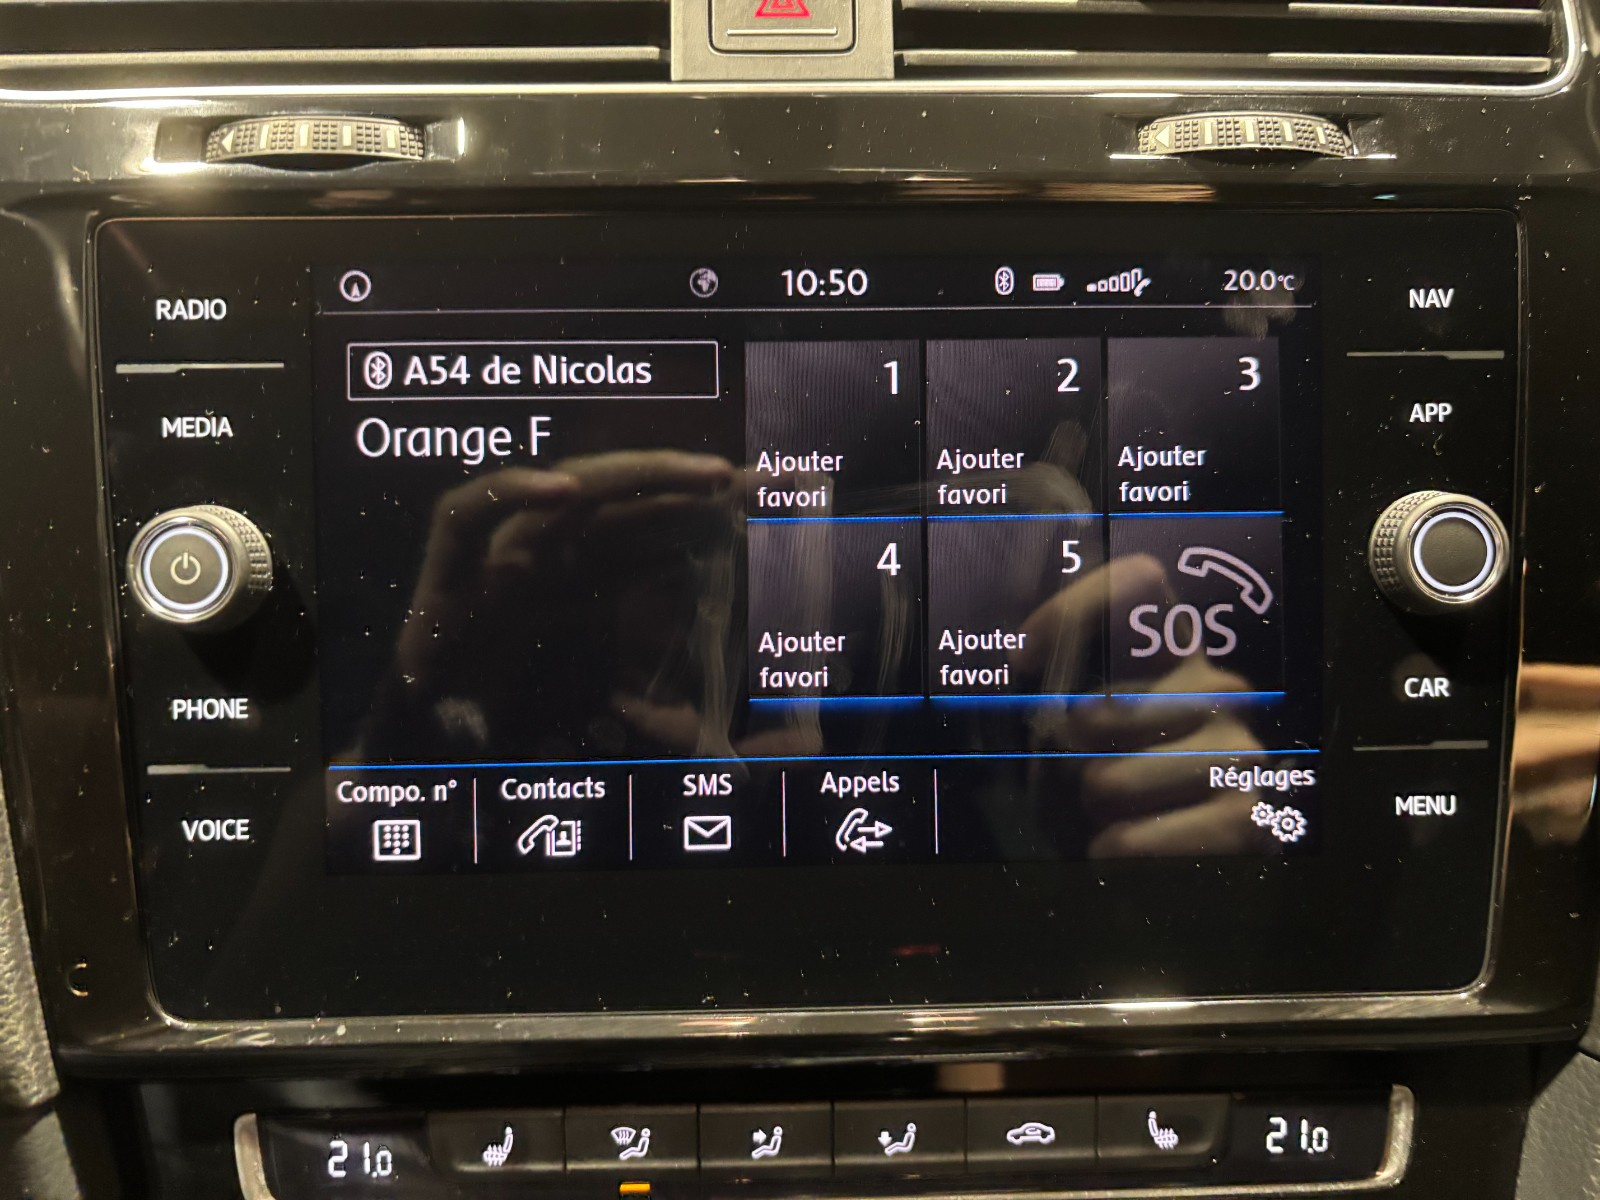 10:50
20.0°C
RADIO
MEDIA
PHONE
VOICE
A54 de Nicolas
Orange F
1
Ajouter
favori
2
Ajouter
favori
3
Ajouter
favori
4
Ajouter
favori
5
Ajouter
favori
SOS
Compo. n°
Contacts
SMS
Appels
Réglages
NAV
APP
CAR
MENU
21.0
21.0